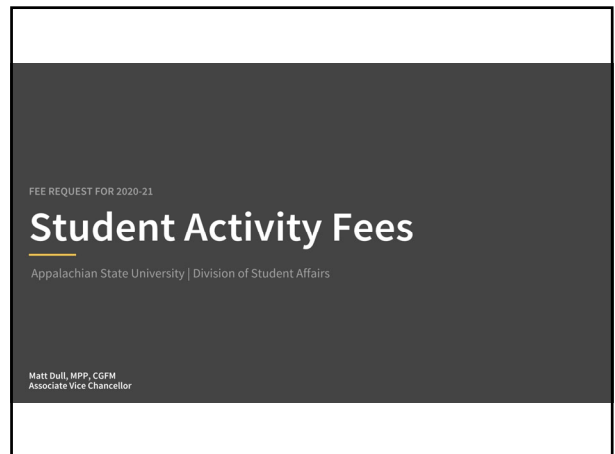 FEE REQUEST FOR 2020-21
Student Activity Fees
Appalachian State University | Division of Student Affairs
Matt Dull, MPP, CGFM
Associate Vice Chancellor